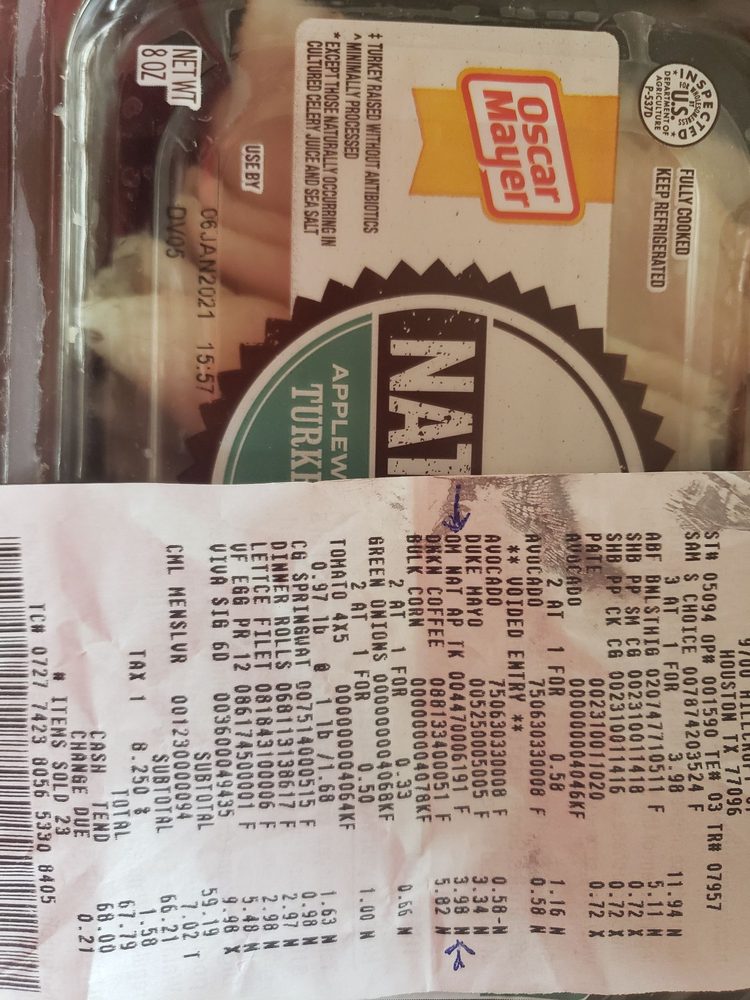 INSPECTED
FOR WHOLESOMENESS
U.S.
DEPARTMENT OF
AGRICULTURE
P-537D
FULLY COOKED
KEEP REFRIGERATED
Oscar
Mayer
‡ TURKEY RAISED WITHOUT ANTIBIOTICS
^ MINIMALLY PROCESSED
*EXCEPT THOSE NATURALLY OCCURRING IN
CULTURED CELERY JUICE AND SEA SALT
NET WT
8 OZ
USE BY
06JAN2021 15:57
DV05
NAT
APPLEW
TURK
HOUSTON TX 77096
ST# 05094 OP# 001590 TE# 03 TR# 07957
SAM S CHOICE 007874203524 F
3 AT 1 FOR 3.98 11.94 N
ABF BNLSTHIG 020747710511 F 5.11 N
SHB PP SM CG 002310011418 0.72 X
SHB PP CK CG 002310011416 0.72 X
PATE 002310011020 0.72 X
AVOCADO 000000004046KF
2 AT 1 FOR 0.58 1.16 N
AVOCADO 750630330008 F 0.58 N
** VOIDED ENTRY **
AVOCADO 750630330008 F 0.58-N
DUKE MAYO 005250005005 F 3.34 N
OM NAT AP TK 004470006191 F 3.98 N
DNKN COFFEE 088133400051 F 5.82 N
BULK CORN 000000004078KF
2 AT 1 FOR 0.33 0.66 N
GREEN ONIONS 000000004068KF
2 AT 1 FOR 0.50 1.00 N
TOMATO 4X5 000000004064KF
0.97 lb @ 1 lb /1.68 1.63 N
CG SPRINGWAT 007514000515 F 0.98 N
DINNER ROLLS 068113138617 F 2.97 N
LETTCE FILET 081843100006 F 2.98 N
VF EGG PR 12 086174500001 F 5.48 N
VIVA SIG 6D 003600049435 9.98 X
SUBTOTAL 59.19
CML MENSLVR 001230000094 7.02 T
SUBTOTAL 66.21
TAX 1 8.250 % 1.58
TOTAL 67.79
CASH TEND 68.00
CHANGE DUE 0.21
# ITEMS SOLD 23
TC# 0727 7423 8056 5330 8405